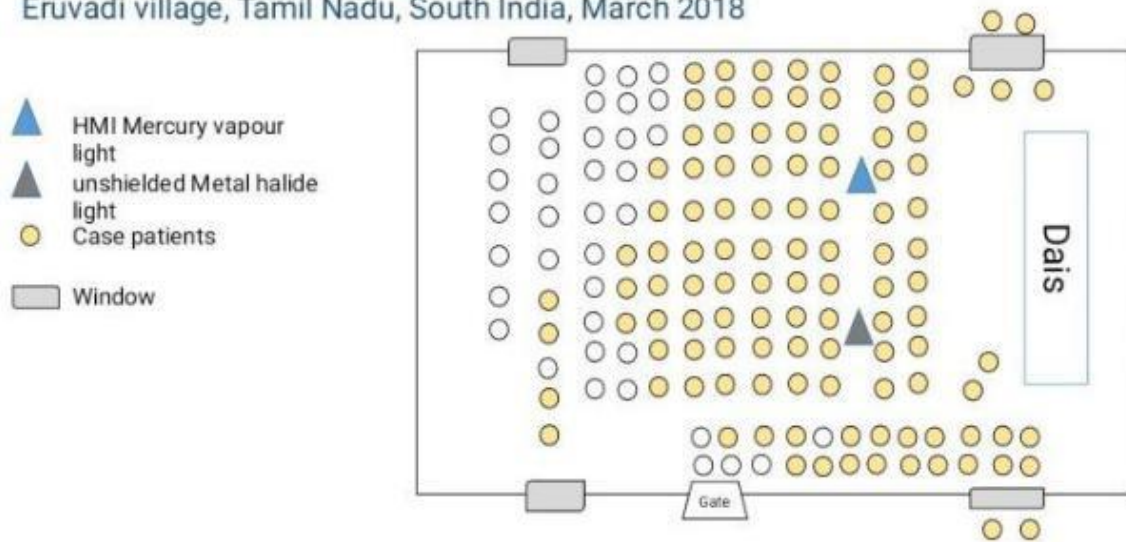 Eruvadi village, Tamil Nadu, South India, March 2018
HMI Mercury vapour
light
unshielded Metal halide
light
Case patients
Window
Dais
Gate